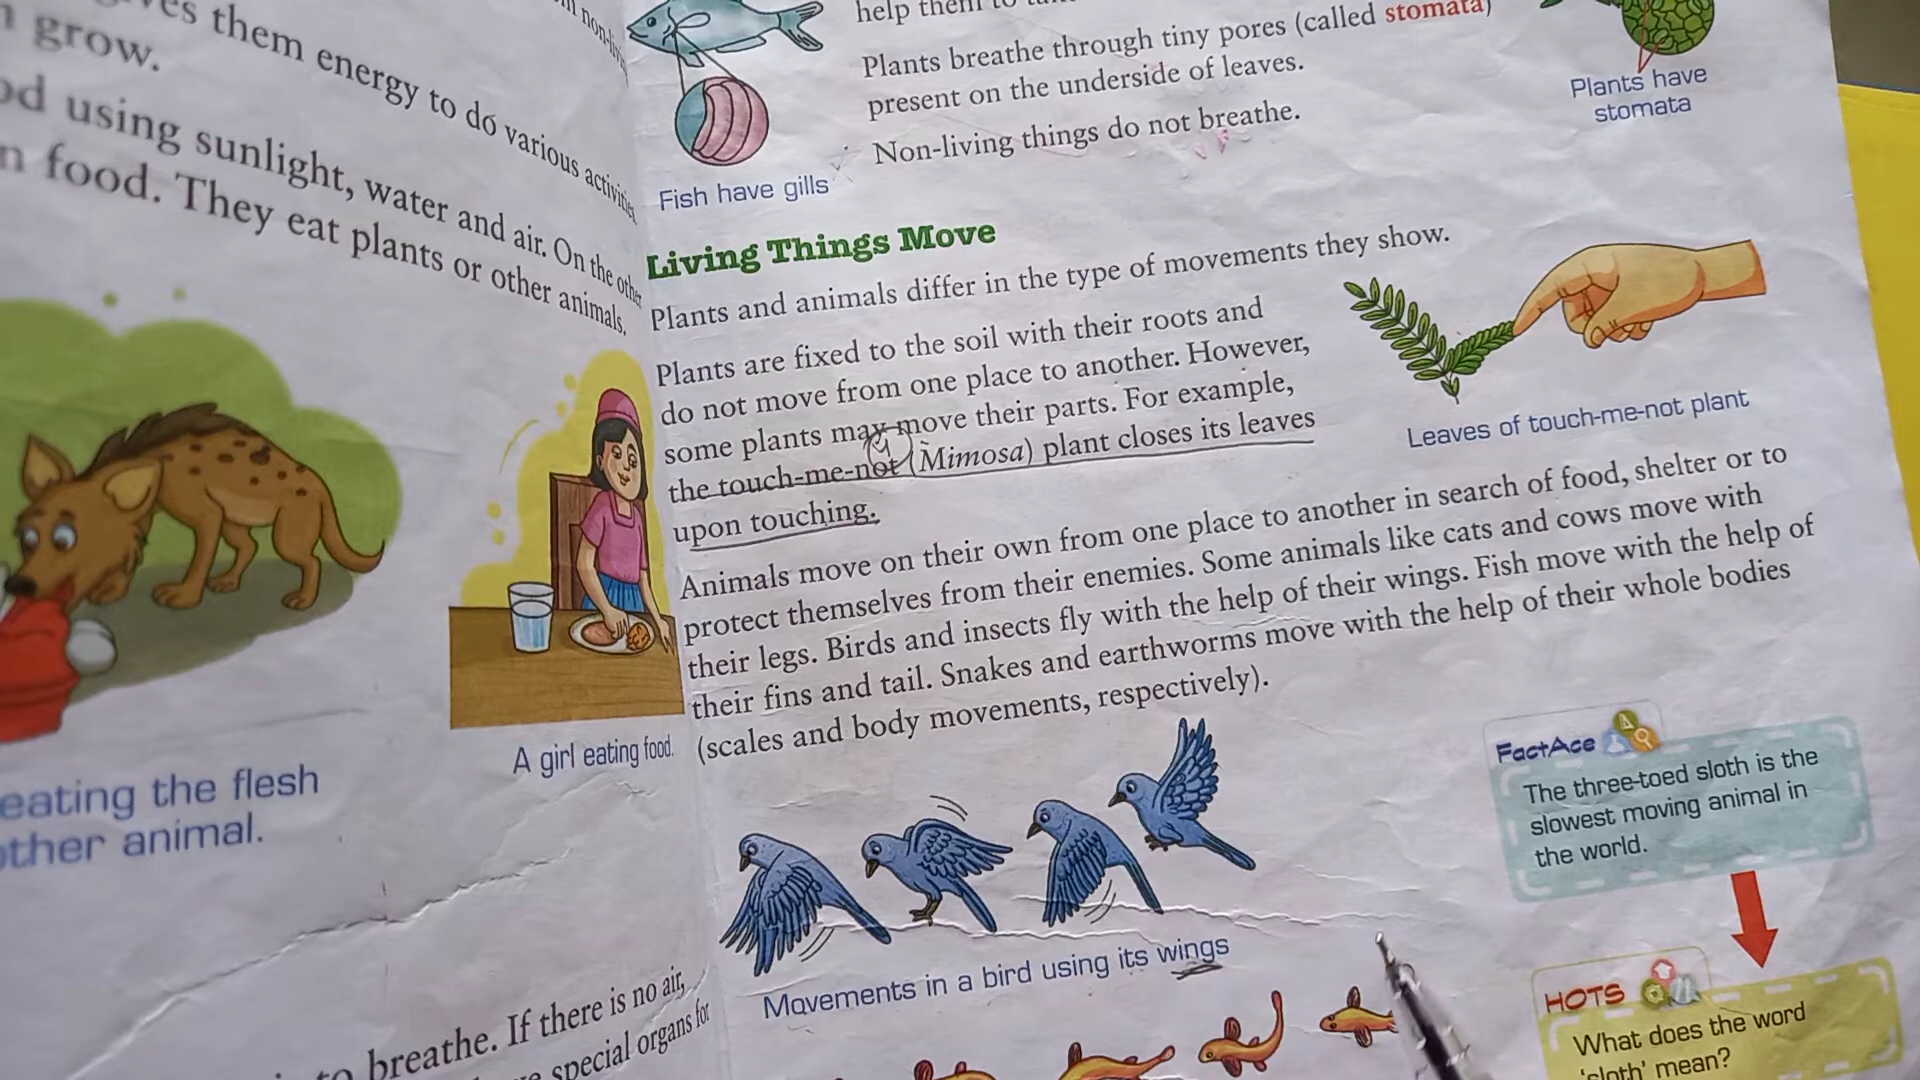 them energy to do various
grow.
using sunlight, water and air. On the
food. They eat plants or other animals.
A girl eating food.
eating the flesh
animal.
to breathe. If there is no air,
special organs for
help them to
Plants breathe through tiny pores (called stomata)
present on the underside of leaves.
Non-living things do not breathe.
Fish have gills
Plants have
stomata
Living Things Move
Plants and animals differ in the type of movements they show.
Plants are fixed to the soil with their roots and
do not move from one place to another. However,
some plants may move their parts. For example,
the touch-me-not (Mimosa) plant closes its leaves
upon touching.
Leaves of touch-me-not plant
Animals move on their own from one place to another in search of food, shelter or to
protect themselves from their enemies. Some animals like cats and cows move with
their legs. Birds and insects fly with the help of their wings. Fish move with the help of
their fins and tail. Snakes and earthworms move with the help of their whole bodies
(scales and body movements, respectively).
FactAce
The three-toed sloth is the
slowest moving animal in
the world.
Movements in a bird using its wings
HOTS
What does the word
'sloth' mean?